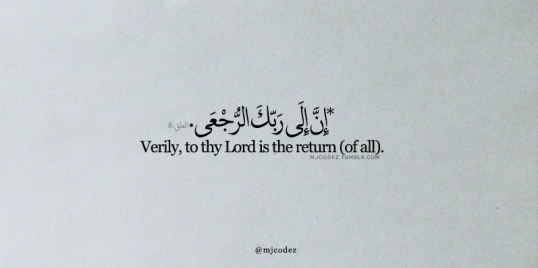 *إِنَّ إِلَى رَبِّكَ الرُّجْعَى • العلق:8
Verily, to thy Lord is the return (of all).
MJCODEZ.TUMBLR.COM
@mjcodez